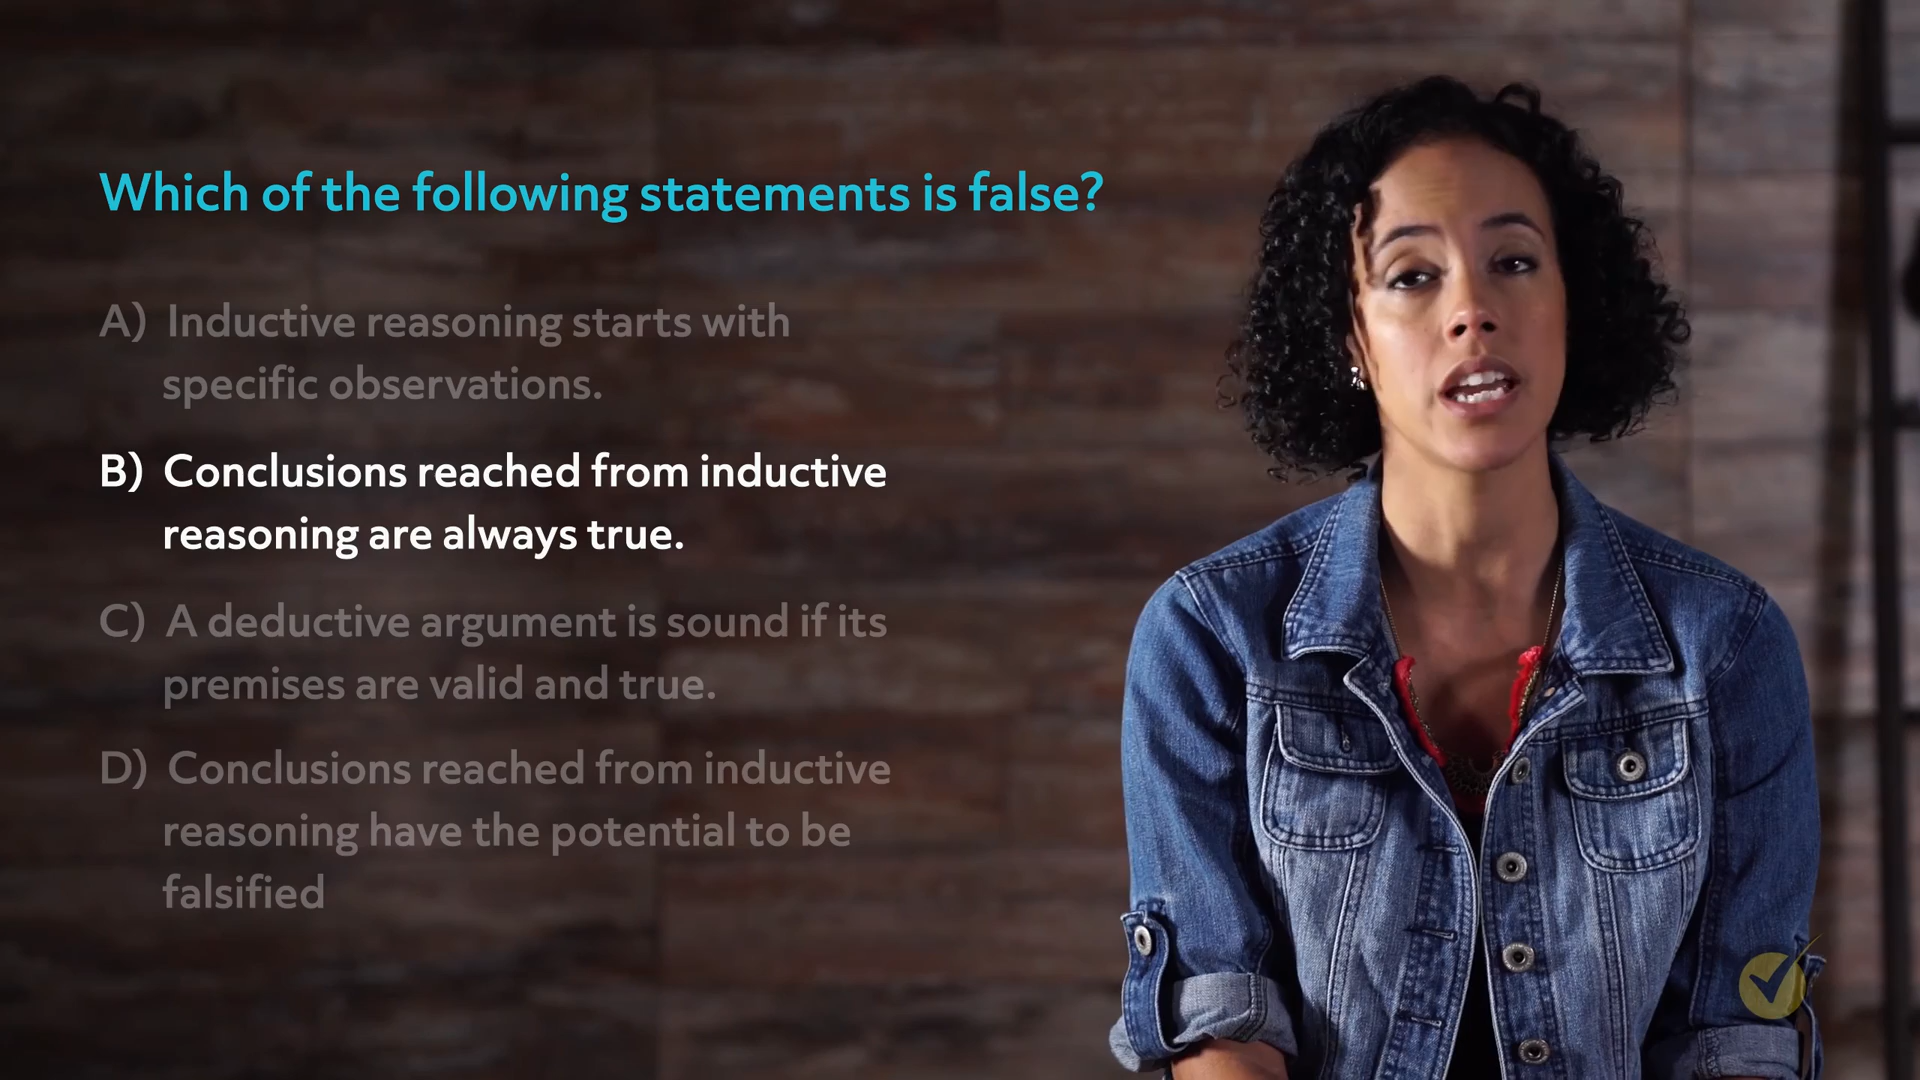 Which of the following statements is false?
A) Inductive reasoning starts with
specific observations.
B) Conclusions reached from inductive
reasoning are always true.
C) A deductive argument is sound if its
premises are valid and true.
D) Conclusions reached from inductive
reasoning have the potential to be
falsified